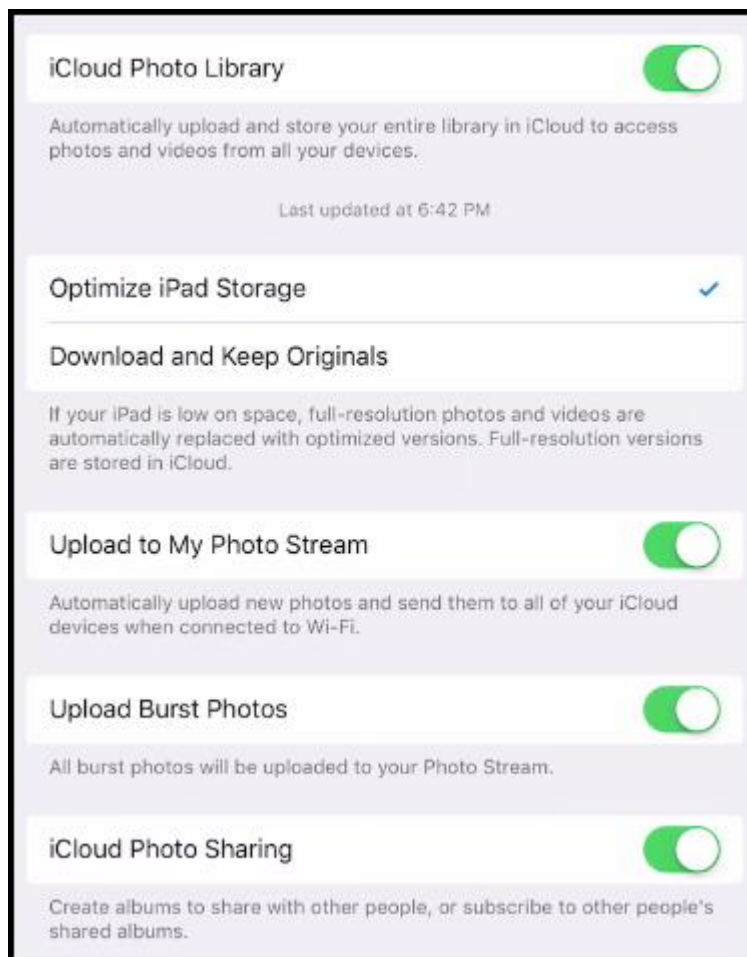 iCloud Photo Library
Automatically upload and store your entire library in iCloud to access
photos and videos from all your devices.
Last updated at 6:42 PM
Optimize iPad Storage
Download and Keep Originals
If your iPad is low on space, full-resolution photos and videos are
automatically replaced with optimized versions. Full-resolution versions
are stored in iCloud.
Upload to My Photo Stream
Automatically upload new photos and send them to all of your iCloud
devices when connected to Wi-Fi.
Upload Burst Photos
All burst photos will be uploaded to your Photo Stream.
iCloud Photo Sharing
Create albums to share with other people, or subscribe to other people's
shared albums.